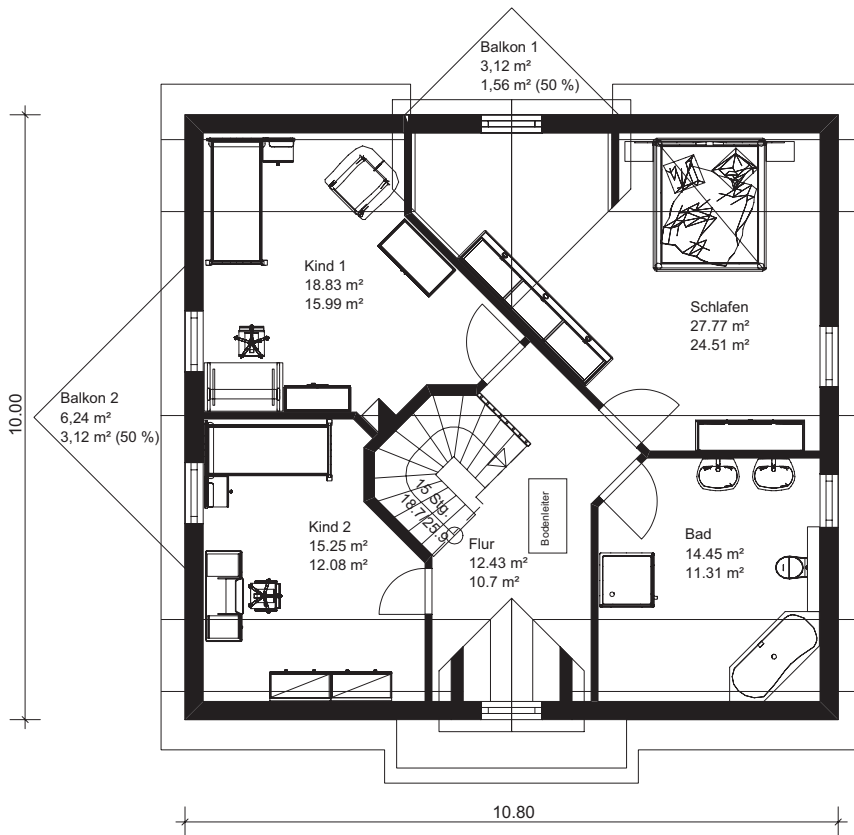 Balkon 1
3,12 m²
1,56 m² (50 %)
Kind 1
18.83 m²
15.99 m²
Schlafen
27.77 m²
24.51 m²
Balkon 2
6,24 m²
3,12 m² (50 %)
10.00
15 Stg.
18.7/25.9
Kind 2
15.25 m²
12.08 m²
Flur
12.43 m²
10.7 m²
Bodenleiter
Bad
14.45 m²
11.31 m²
10.80